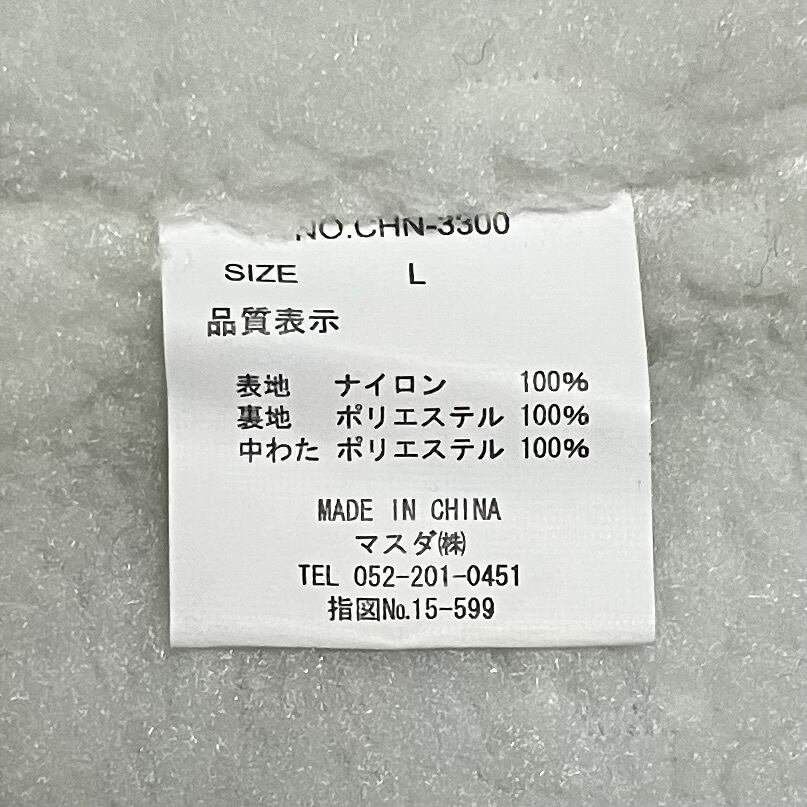 NO.CHN-3300
SIZE L
品質表示
表地 ナイロン 100%
裏地 ポリエステル 100%
中わた ポリエステル 100%
MADE IN CHINA
マスダ㈱
TEL 052-201-0451
指図№15-599